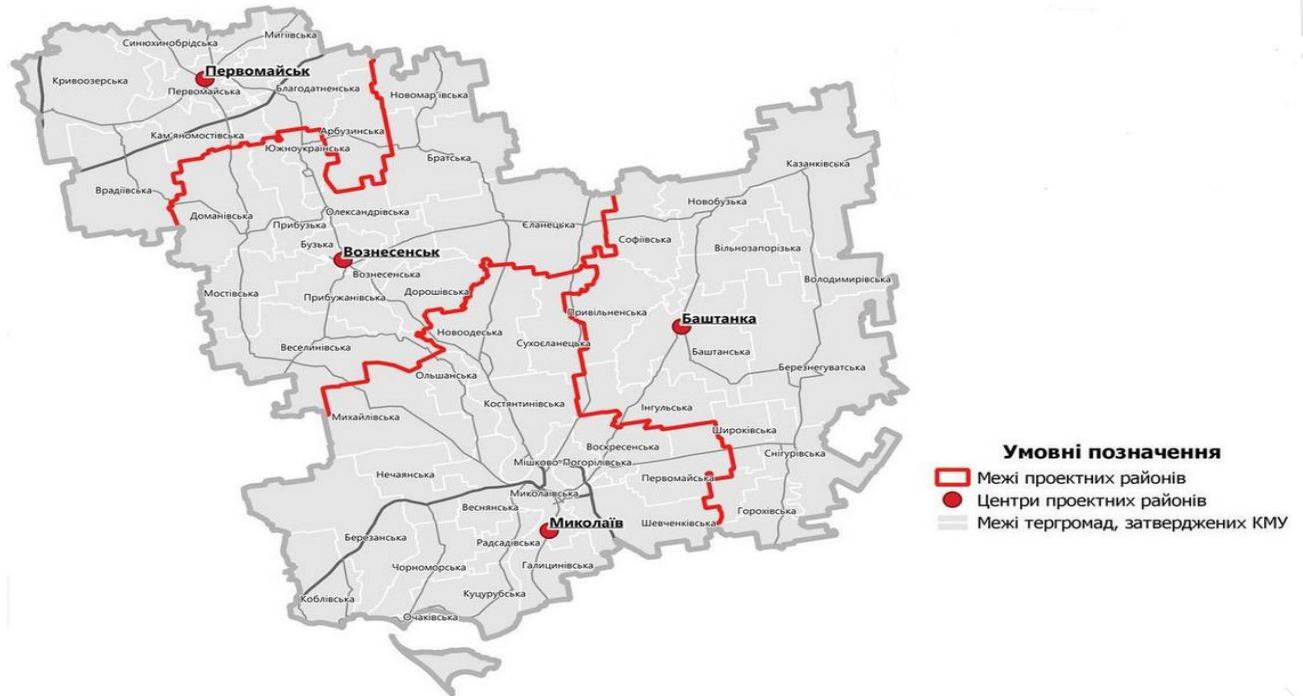 Синюхинобрідська
Мигіївська
Кривоозерська
Первомайськ
Первомайська
Благодатненська
Новомар'ївська
Кам'яномостівська
Арбузинська
Южноукраїнська
Братська
Казанківська
Врадіївська
Доманівська
Олександрівська
Новобузька
Прибузька
Єланецька
Софіївська
Бузька
Вознесенськ
Вільнозапорізька
Вознесенська
Володимирівська
Мостівська
Дорошівська
Прибужанівська
Привільненська
Баштанка
Новоодеська
Сухоєланецька
Веселинівська
Баштанська
Березнегуватська
Ольшанська
Костянтинівська
Інгульська
Михайлівська
Широківська
Воскресенська
Снігурівська
Мішково-Погорілівська
Нечаянська
Первомайська
Миколаївська
Веснянська
Горохівська
Миколаїв
Шевченківська
Березанська
Радсадівська
Чорноморська
Галицинівська
Куцурубська
Коблівська
Очаківська
Умовні позначення
Межі проектних районів
Центри проектних районів
Межі тергромад, затверджених КМУ